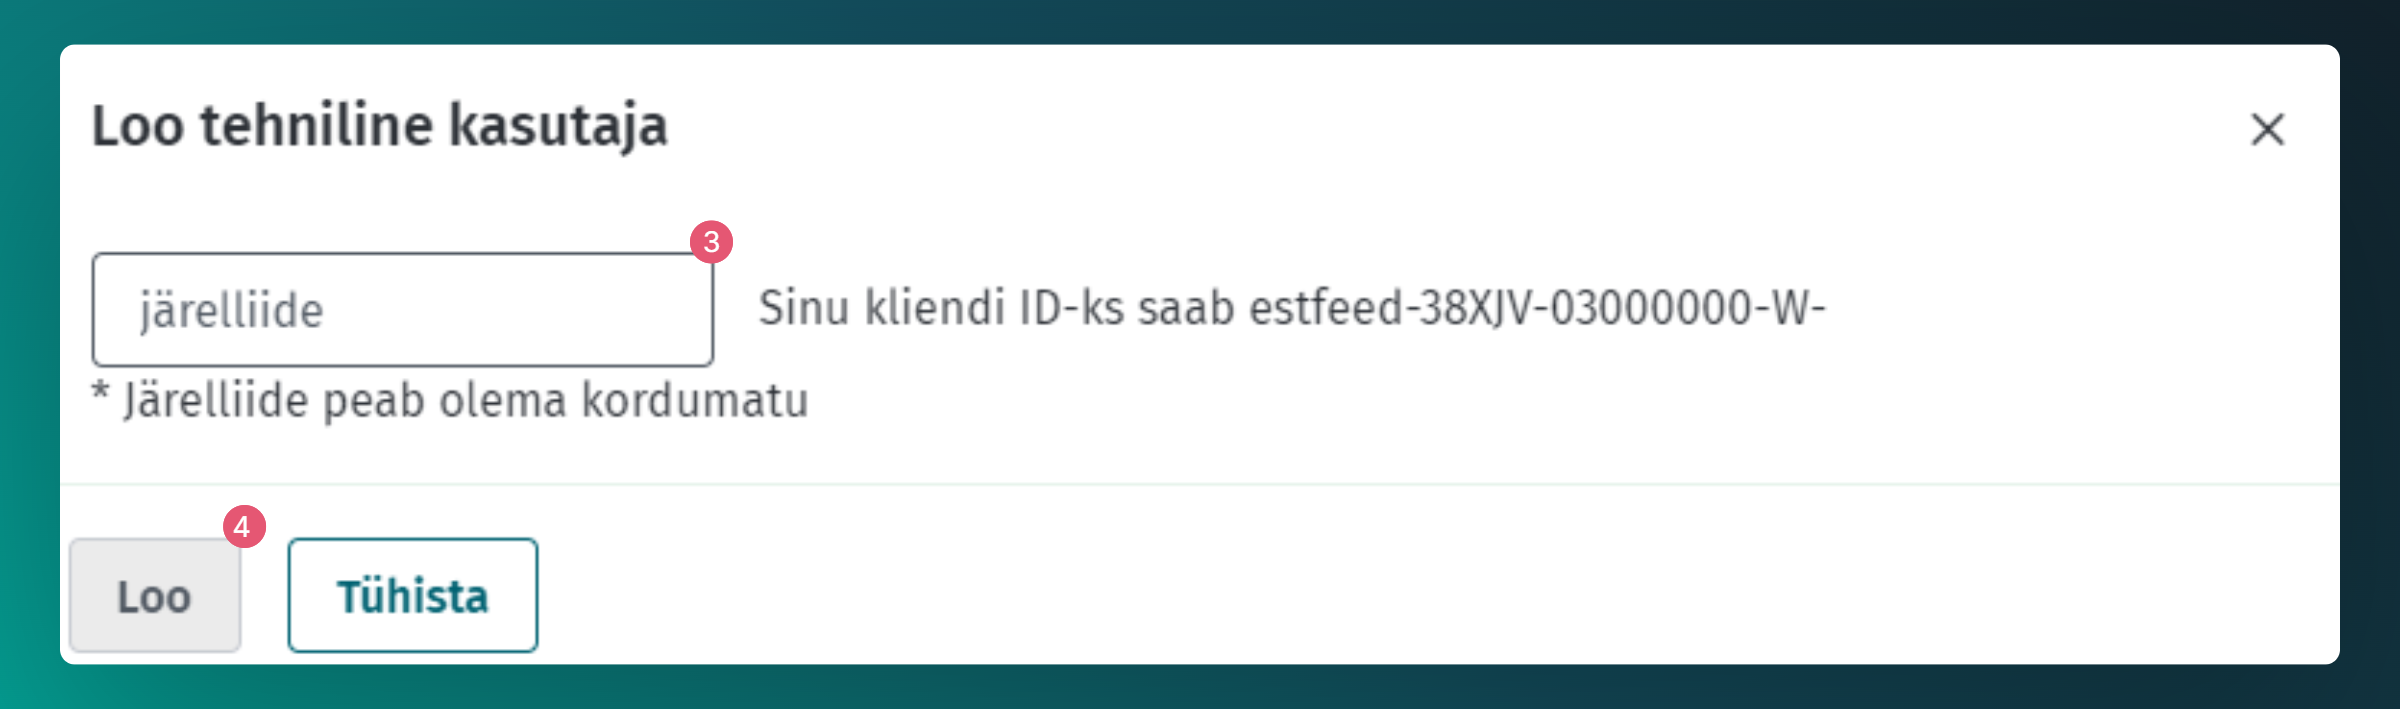 Loo tehniline kasutaja
3
järelliide
Sinu kliendi ID-ks saab estfeed-38XJV-03000000-W-
* Järelliide peab olema kordumatu
4
Loo
Tühista